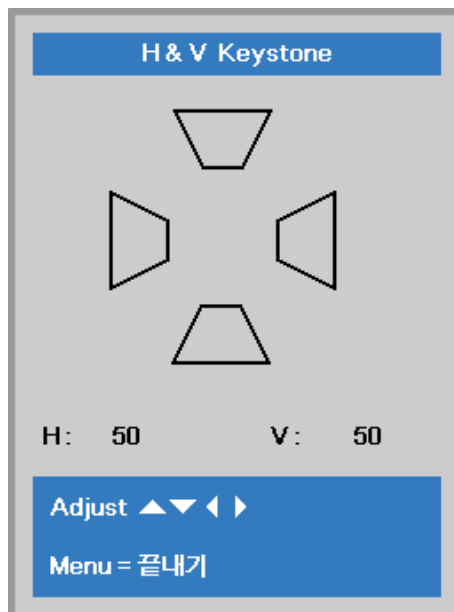 H & V Keystone
H: 50 V: 50
Adjust ▲▼◀▶
Menu = 끝내기